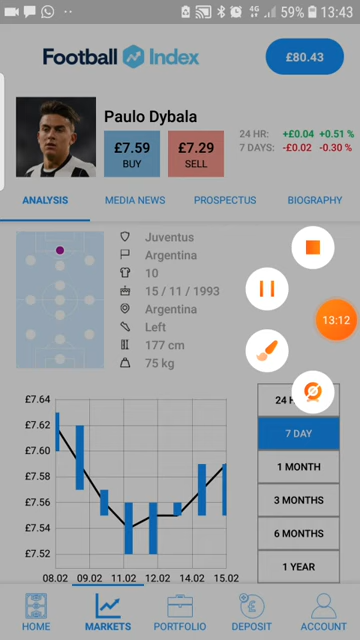 4G 59% 13:43
Football Index
£80.43
Paulo Dybala
£7.59 BUY
£7.29 SELL
24 HR: +£0.04 +0.51 %
7 DAYS: -£0.02 -0.30 %
ANALYSIS MEDIA NEWS PROSPECTUS BIOGRAPHY
Juventus
Argentina
10
15 / 11 / 1993
Argentina
Left
177 cm
75 kg
13:12
£7.64
£7.60
£7.58
£7.56
£7.54
£7.52
08.02 09.02 11.02 12.02 14.02 15.02
24 H
7 DAY
1 MONTH
3 MONTHS
6 MONTHS
1 YEAR
HOME MARKETS PORTFOLIO DEPOSIT ACCOUNT